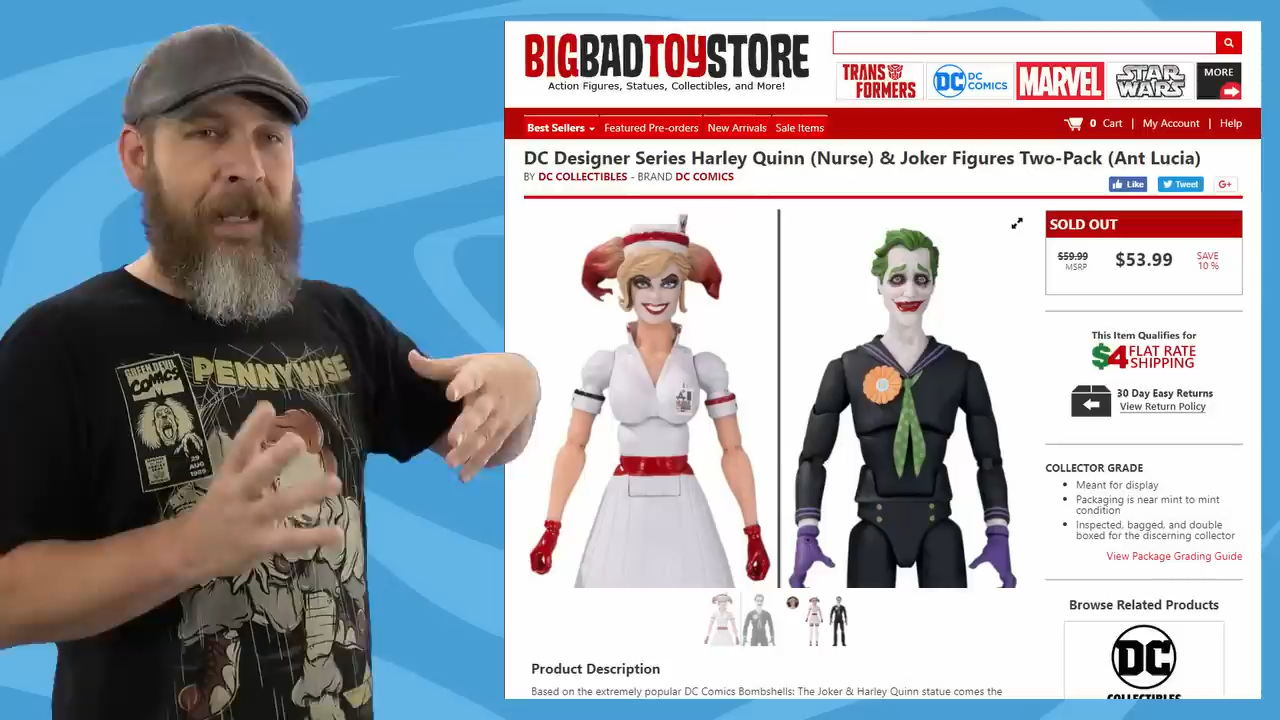 GREEN DEVIL
COMICS
PENNYWISE
29
AUG
1989
BIGBADTOYSTORE
Action Figures, Statues, Collectibles, and More!
TRANSFORMERS
DC COMICS
MARVEL
STAR WARS
MORE
Best Sellers
Featured Pre-orders
New Arrivals
Sale Items
0 Cart | My Account | Help
DC Designer Series Harley Quinn (Nurse) & Joker Figures Two-Pack (Ant Lucia)
BY DC COLLECTIBLES - BRAND DC COMICS
Like
Tweet
G+
SOLD OUT
$59.99
MSRP
$53.99
SAVE
10 %
This Item Qualifies for
$4 FLAT RATE
SHIPPING
30 Day Easy Returns
View Return Policy
COLLECTOR GRADE
Meant for display
Packaging is near mint to mint
condition
Inspected, bagged, and double
boxed for the discerning collector
View Package Grading Guide
Browse Related Products
DC
COLLECTIBLES
Product Description
Based on the extremely popular DC Comics Bombshells: The Joker & Harley Quinn statue comes the